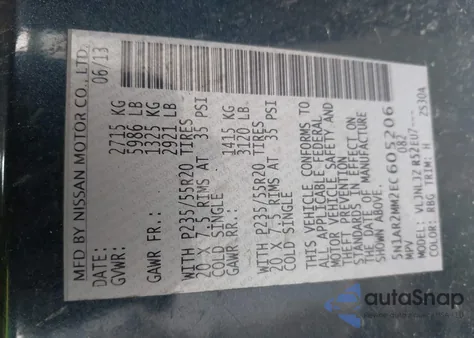 MFD BY NISSAN MOTOR CO., LTD.
DATE: 06/13
GVWR: 2715 KG
5986 LB
GAWR FR.: 1325 KG
2921 LB
WITH P235/55R20 TIRES
20 X 7.5 RIMS AT 35 PSI
COLD SINGLE
GAWR RR.: 1415 KG
3120 LB
WITH P235/55R20 TIRES
20 X 7.5 RIMS AT 35 PSI
COLD SINGLE
THIS VEHICLE CONFORMS TO
ALL APPLICABLE FEDERAL
MOTOR VEHICLE SAFETY AND
THEFT PREVENTION
STANDARDS IN EFFECT ON
THE DATE OF MANUFACTURE
SHOWN ABOVE.
5N1AR2MM7EC605206
MPV 082
MODEL ZS30A
COLOR: RBG TRIM: H
autoSnap